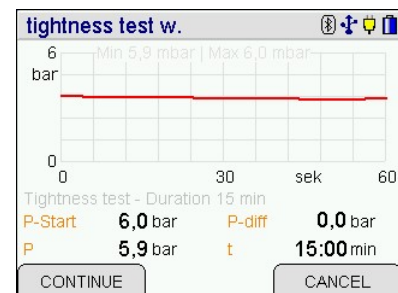 tightness test w.
6 Min 5,9 mbar | Max 6,0 mbar
bar
0
0 30 sek 60
Tightness test - Duration 15 min
P-Start 6,0 bar P-diff 0,0 bar
P 5,9 bar t 15:00 min
CONTINUE CANCEL